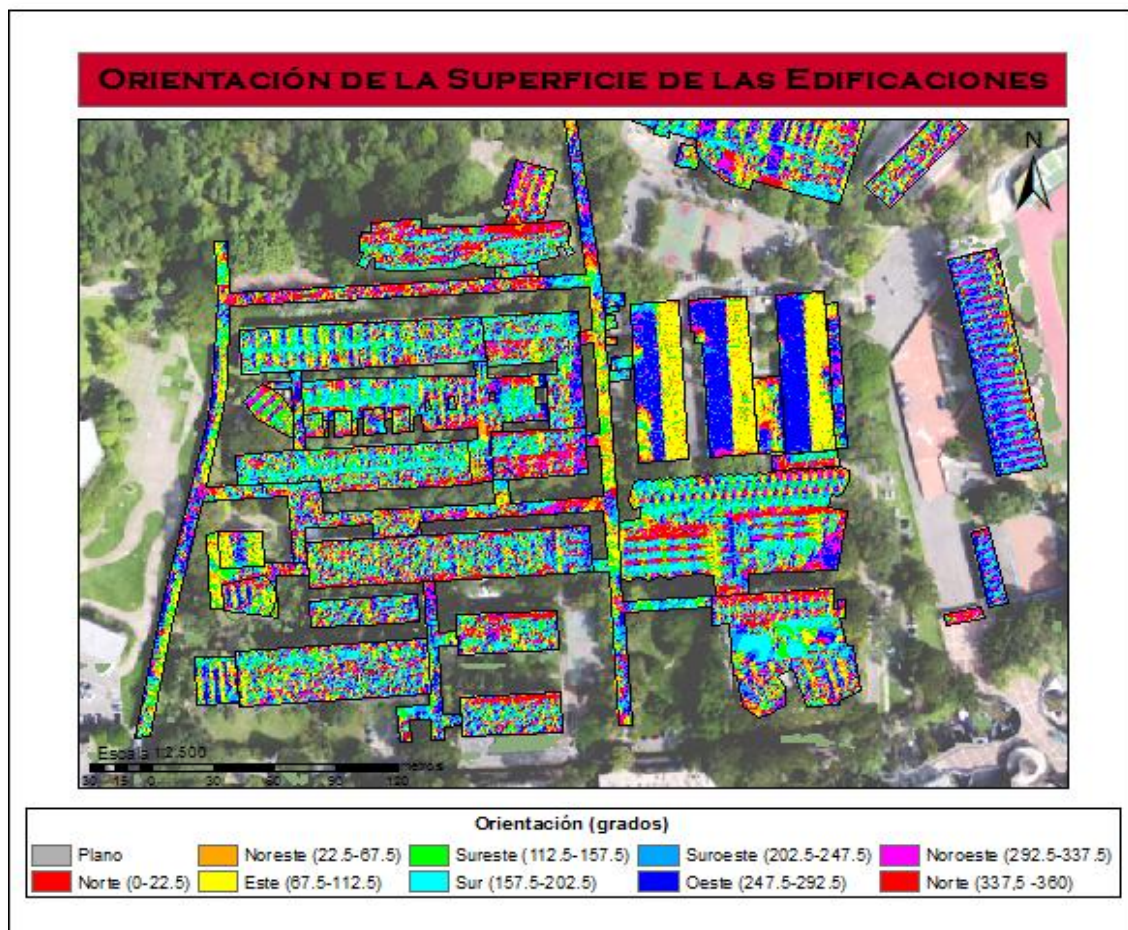 ORIENTACIÓN DE LA SUPERFICIE DE LAS EDIFICACIONES
N
Escala 1:2.500
30 15 0 30 60 90 120
Orientación (grados)
Plano Noreste (22.5-67.5) Sureste (112.5-157.5) Suroeste (202.5-247.5) Noroeste (292.5-337.5)
Norte (0-22.5) Este (67.5-112.5) Sur (157.5-202.5) Oeste (247.5-292.5) Norte (337,5 -360)